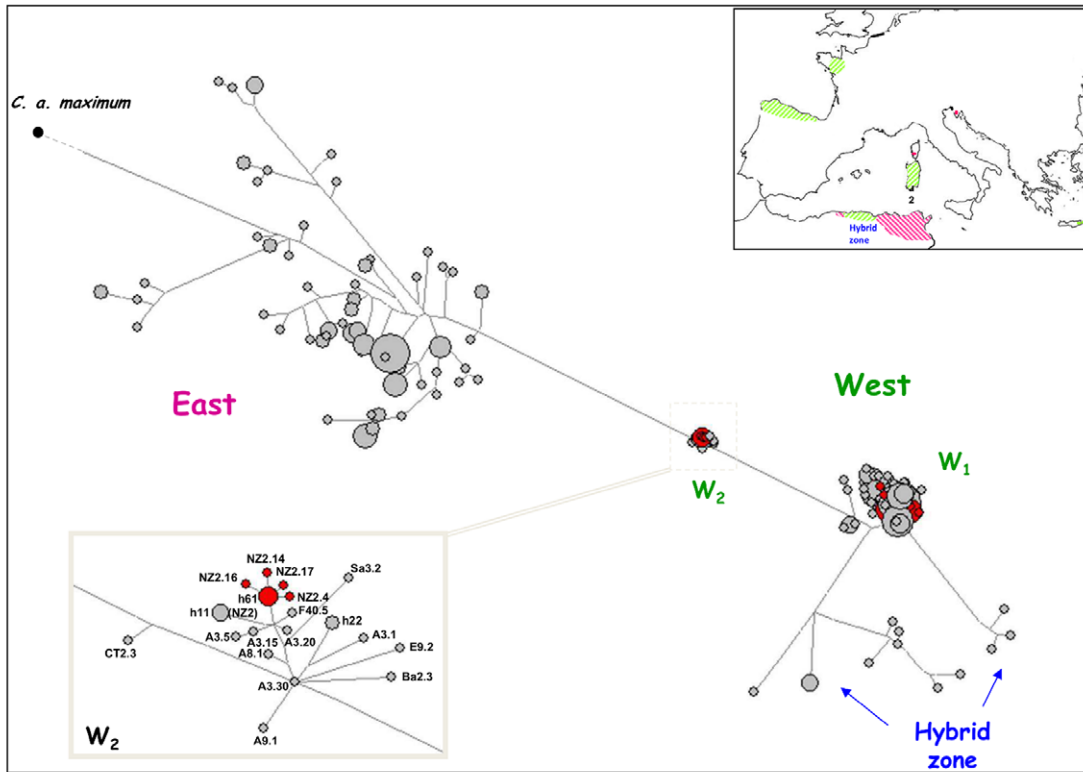 C. a. maximum
2
Hybrid
zone
East
West
W2
W1
NZ2.14
NZ2.16
NZ2.17
Sa3.2
h61
NZ2.4
h11 (NZ2)
F40.5
h22
A3.5
A3.15
A3.20
A3.1
CT2.3
A8.1
E9.2
A3.30
Ba2.3
A9.1
W2
Hybrid
zone